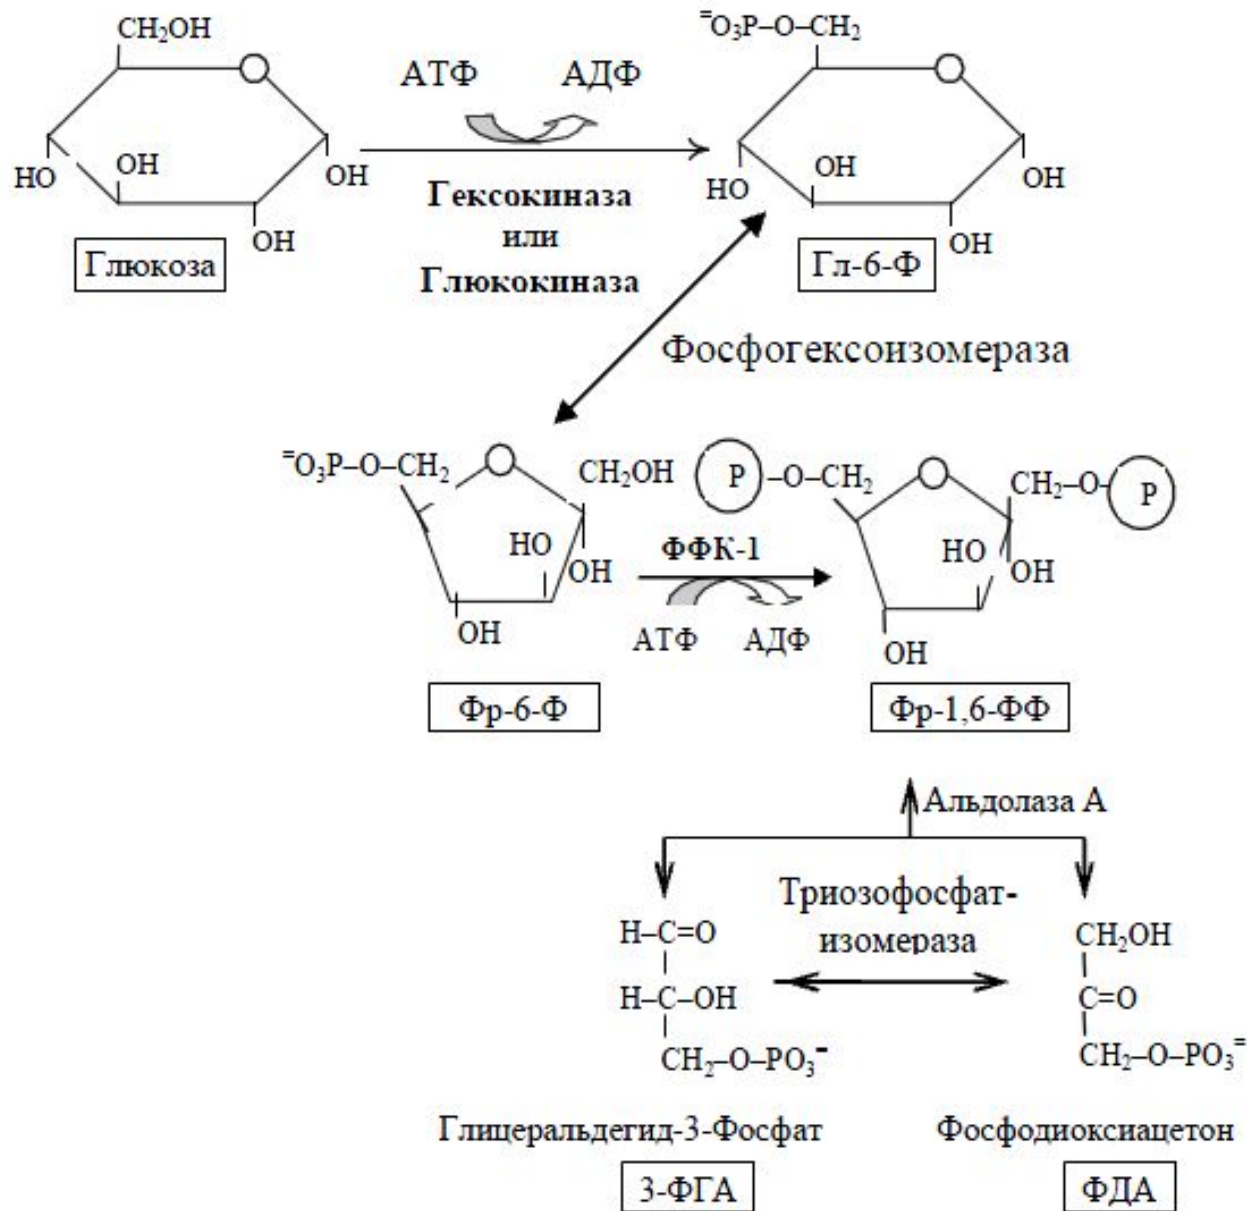 CH₂OH
⁼O₃P–O–CH₂
O
O
АТФ
АДФ
HO
OH
OH
OH
Гексокиназа
или
Глюкокиназа
HO
OH
OH
OH
Глюкоза
Гл-6-Ф
Фосфогексоизомераза
⁼O₃P–O–CH₂
O
CH₂OH
P–O–CH₂
O
CH₂–O–P
HO
OH
OH
ФФК-1
АТФ
АДФ
HO
OH
OH
Фр-6-Ф
Фр-1,6-ФФ
Альдолаза А
Триозофосфат-
изомераза
H–C=O
H–C–OH
CH₂–O–PO₃⁻
CH₂OH
C=O
CH₂–O–PO₃⁼
Глицеральдегид-3-Фосфат
Фосфодиоксиацетон
3-ФГА
ФДА